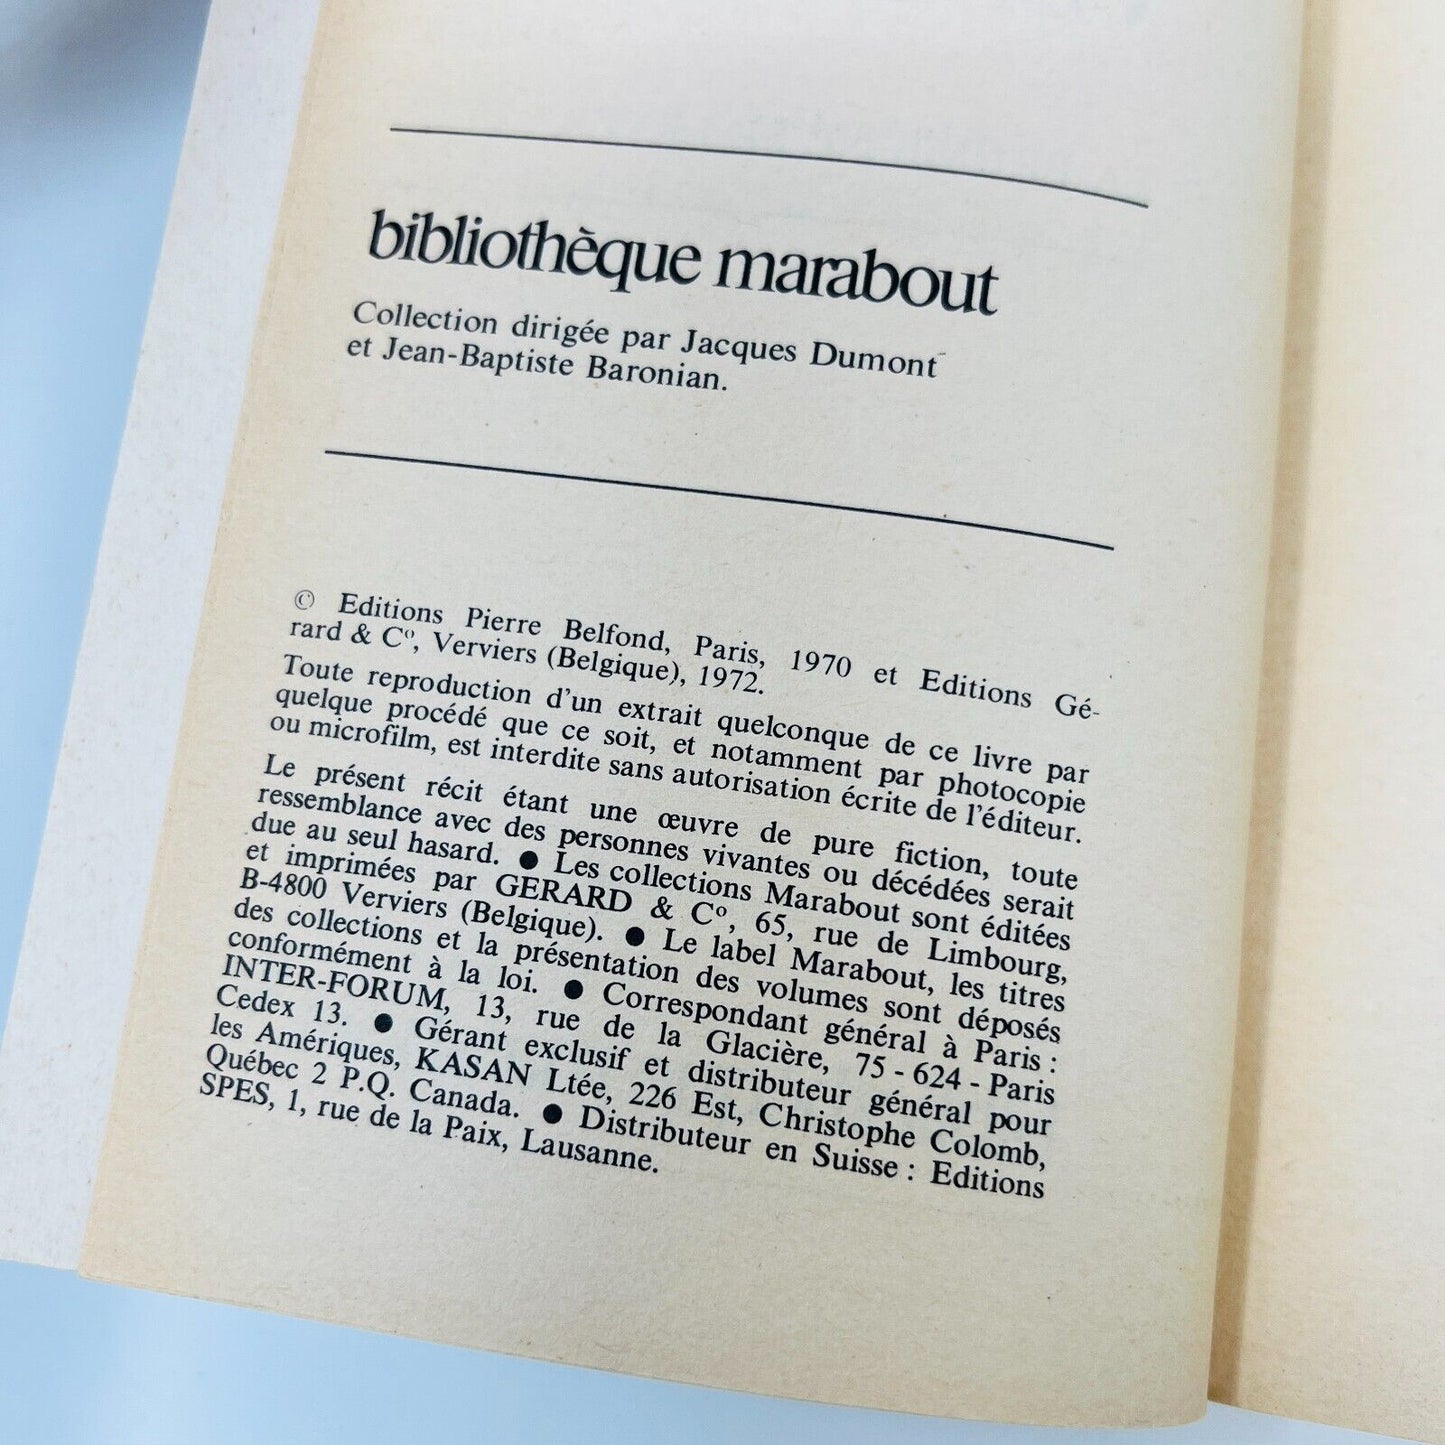 bibliothèque marabout
Collection dirigée par Jacques Dumont
et Jean-Baptiste Baronian.
© Editions Pierre Belfond, Paris, 1970 et Editions Gé-
rard & Cº, Verviers (Belgique), 1972.
Toute reproduction d'un extrait quelconque de ce livre par
quelque procédé que ce soit, et notamment par photocopie
ou microfilm, est interdite sans autorisation écrite de l'éditeur.
Le présent récit étant une œuvre de pure fiction, toute
ressemblance avec des personnes vivantes ou décédées serait
due au seul hasard. ● Les collections Marabout sont éditées
et imprimées par GERARD & Cº, 65, rue de Limbourg,
B-4800 Verviers (Belgique). ● Le label Marabout, les titres
des collections et la présentation des volumes sont déposés
conformément à la loi. ● Correspondant général à Paris :
INTER-FORUM, 13, rue de la Glacière, 75 - 624 - Paris
Cedex 13. ● Gérant exclusif et distributeur général pour
les Amériques, KASAN Ltée, 226 Est, Christophe Colomb,
Québec 2 P.Q. Canada. ● Distributeur en Suisse : Editions
SPES, 1, rue de la Paix, Lausanne.